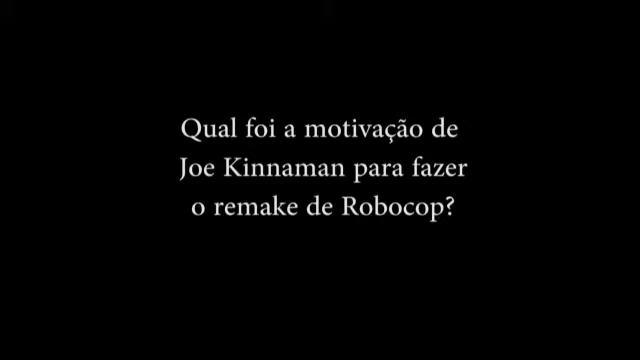 Qual foi a motivação de
Joe Kinnaman para fazer
o remake de Robocop?